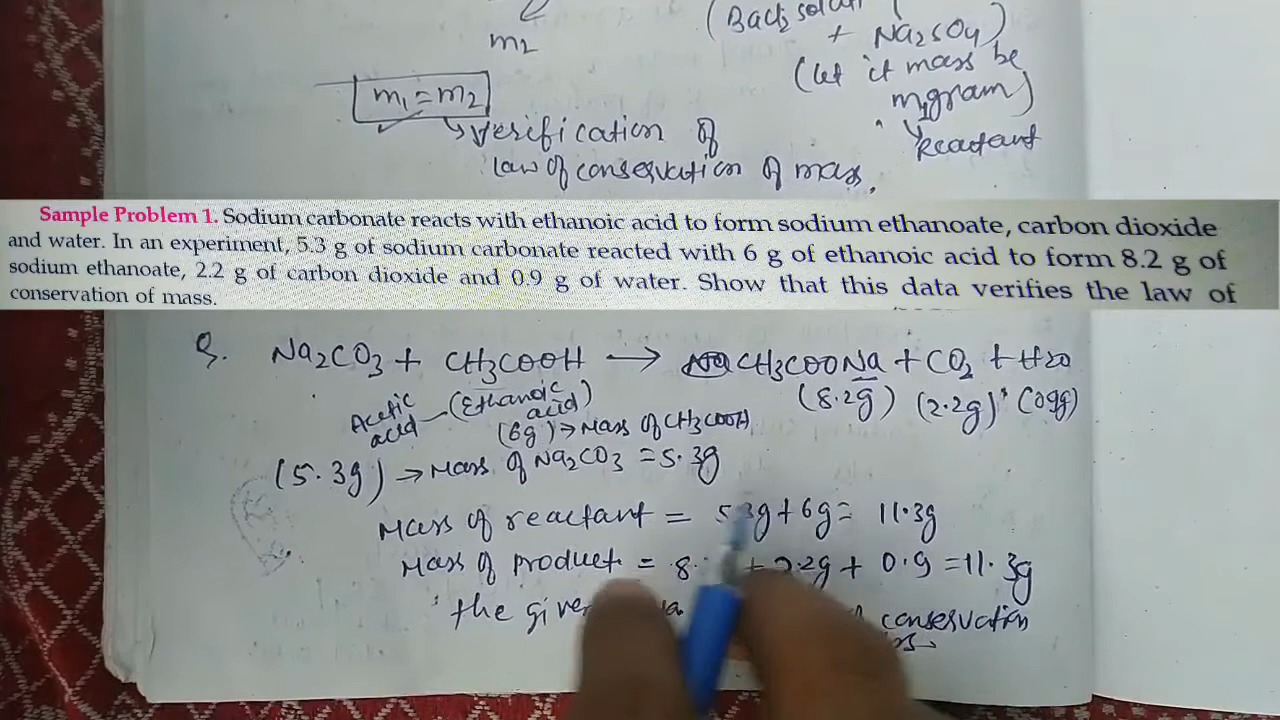 m2
(Back solun
+ Na2SO4)
(let it mass be
m1gram)
Reactant
m1=m2
verification of
law of conservation of mass.
Sample Problem 1. Sodium carbonate reacts with ethanoic acid to form sodium ethanoate, carbon dioxide
and water. In an experiment, 5.3 g of sodium carbonate reacted with 6 g of ethanoic acid to form 8.2 g of
sodium ethanoate, 2.2 g of carbon dioxide and 0.9 g of water. Show that this data verifies the law of
conservation of mass.
Q. Na2CO3 + CH3COOH → CH3COONa + CO2 + H2O
Acetic acid (Ethanoic acid) (8.2g) (2.2g) (0.9g)
(6g) → Mass of CH3COOH
(5.3g) → Mass of Na2CO3 = 5.3g
Mass of reactant = 5.3g + 6g = 11.3g
Mass of product = 8. + 2.2g + 0.9 = 11.3g
the given conservation